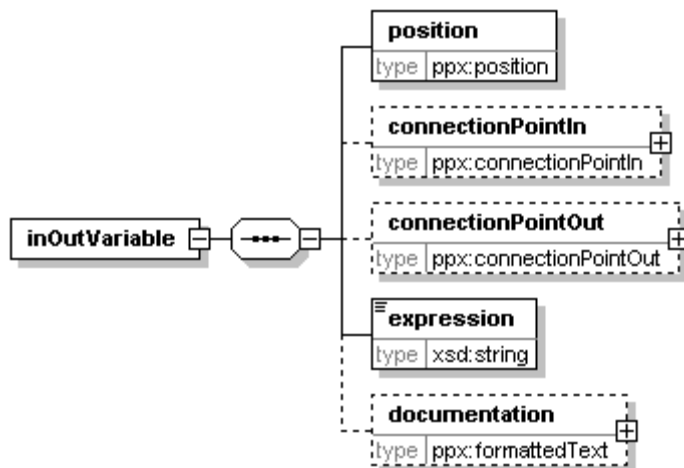 position
type ppx:position
connectionPointIn
type ppx:connectionPointIn
inOutVariable
connectionPointOut
type ppx:connectionPointOut
expression
type xsd:string
documentation
type ppx:formattedText